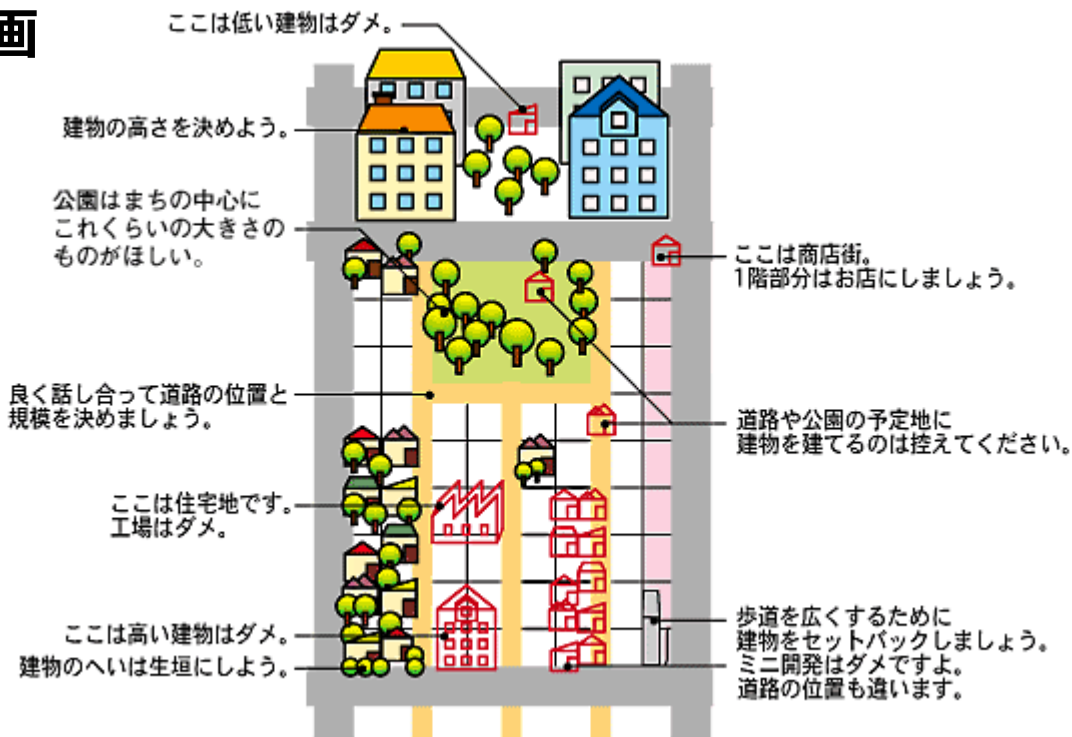 画
ここは低い建物はダメ。
建物の高さを決めよう。
公園はまちの中心に
これくらいの大きさの
ものがほしい。
ここは商店街。
1階部分はお店にしましょう。
良く話し合って道路の位置と
規模を決めましょう。
道路や公園の予定地に
建物を建てるのは控えてください。
ここは住宅地です。
工場はダメ。
ここは高い建物はダメ。
建物のへいは生垣にしよう。
歩道を広くするために
建物をセットバックしましょう。
ミニ開発はダメですよ。
道路の位置も違います。